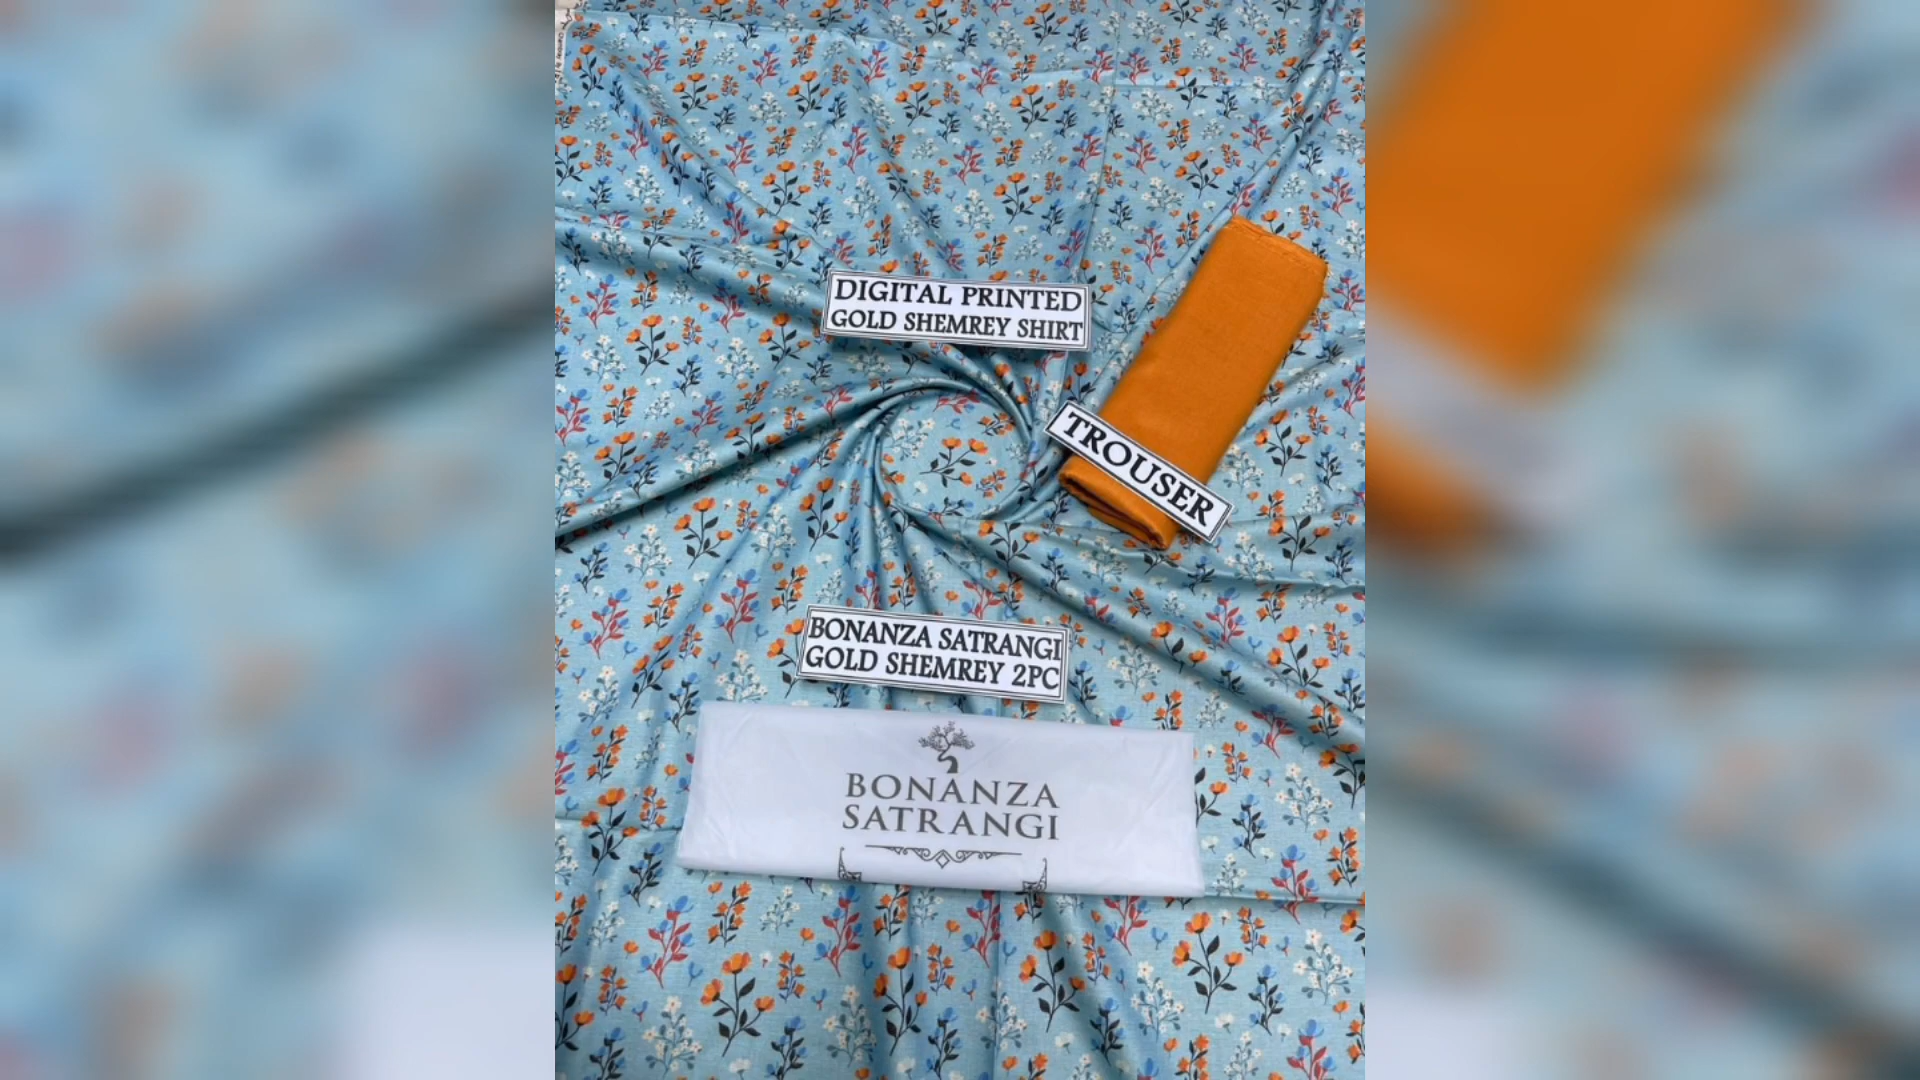 DIGITAL PRINTED
GOLD SHEMREY SHIRT
TROUSER
BONANZA SATRANGI
GOLD SHEMREY 2PC
BONANZA
SATRANGI